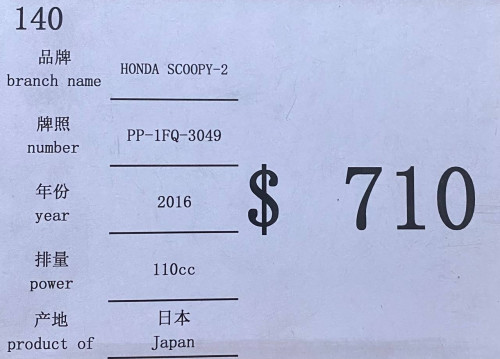 140
品牌
branch name
HONDA SCOOPY-2
牌照
number
PP-1FQ-3049
年份
year
2016
$ 710
排量
power
110cc
产地
product of
日本
Japan